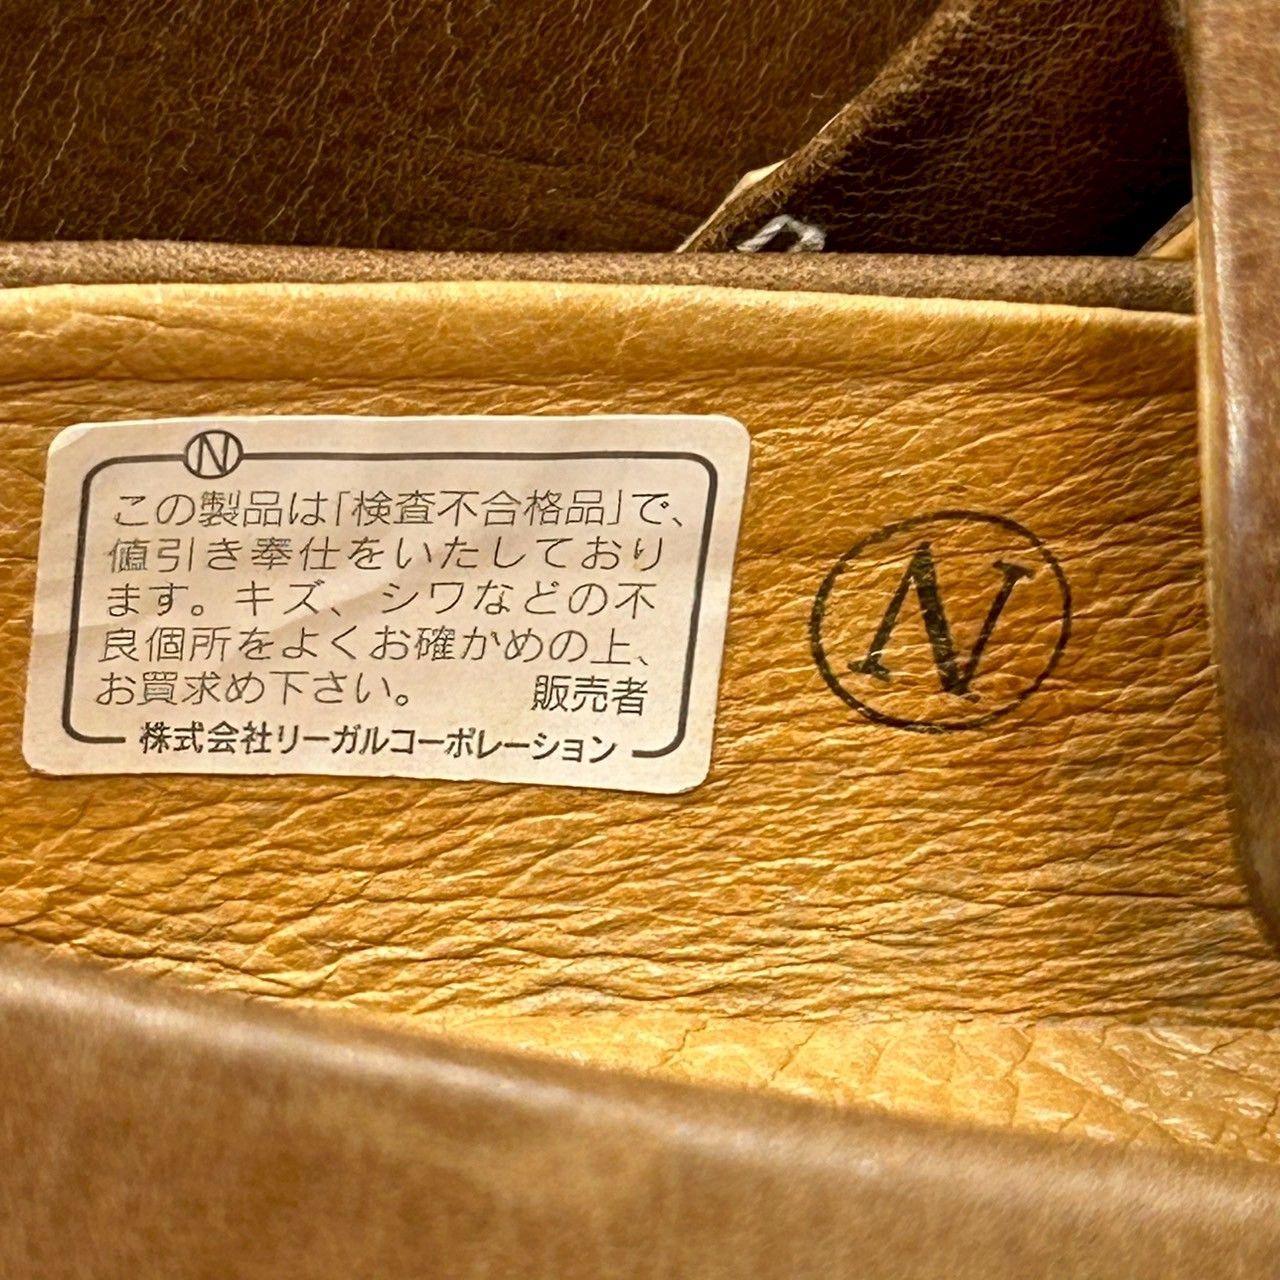 N
この製品は「検査不合格品」で、
値引き奉仕をいたしており
ます。キズ、シワなどの不
良個所をよくお確かめの上、
お買求め下さい。 販売者
株式会社リーガルコーポレーション
N